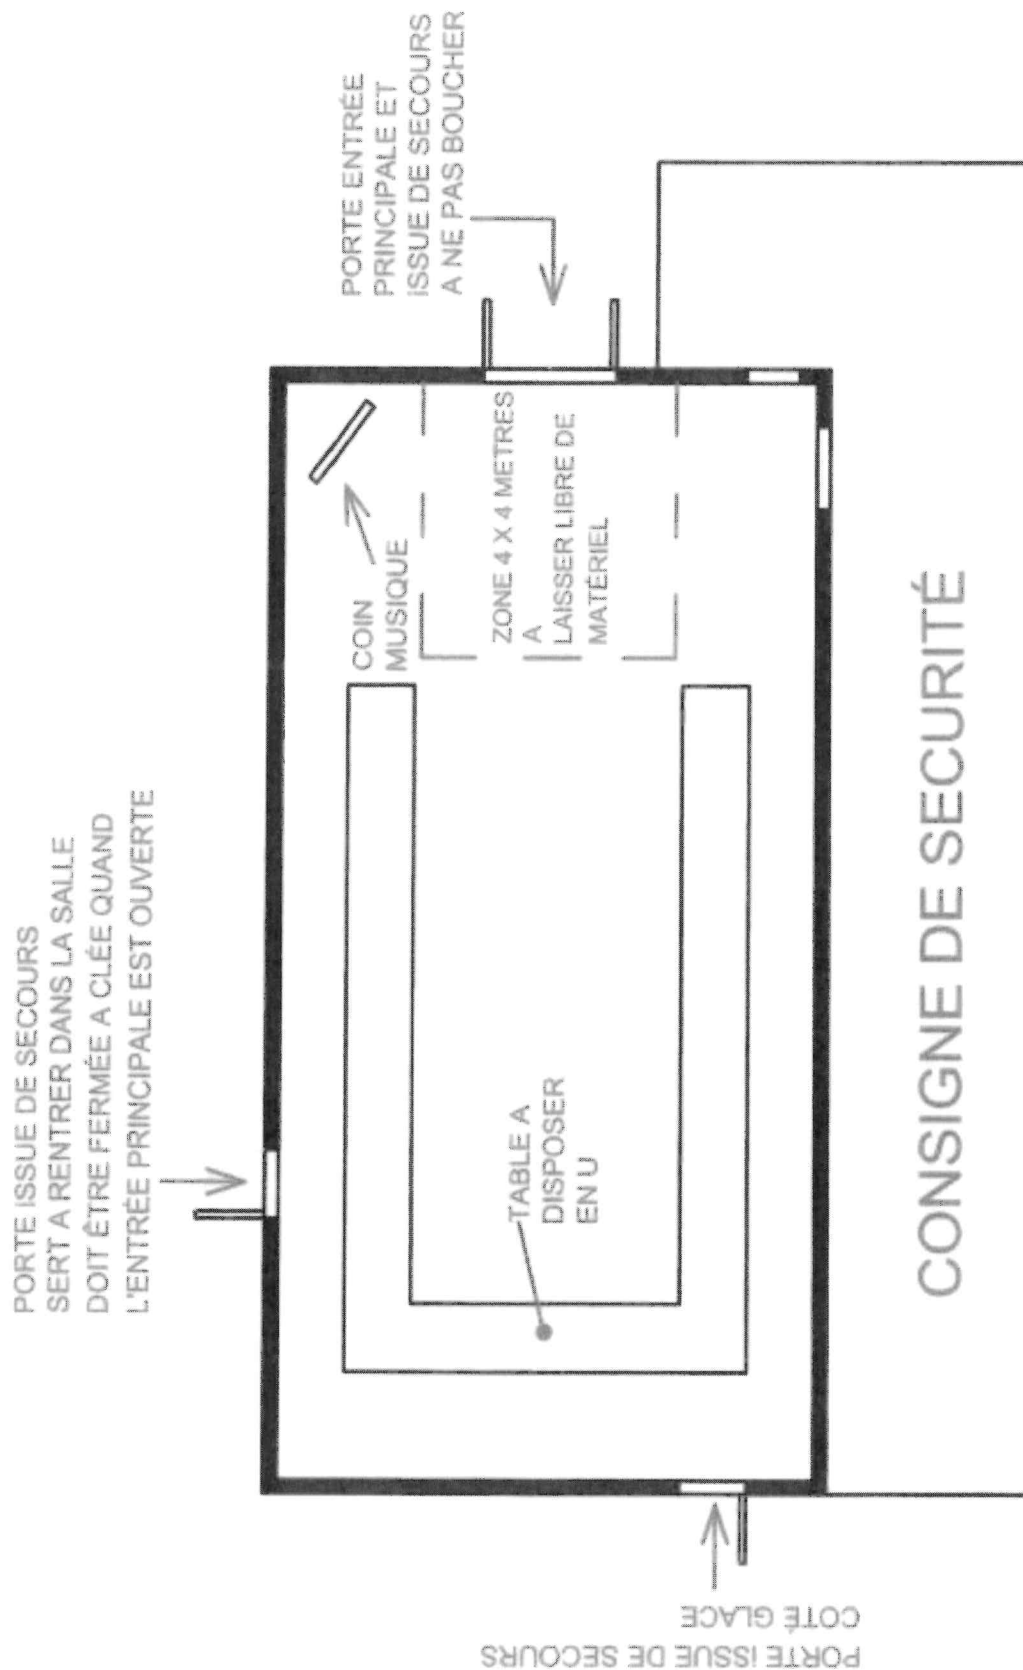 PORTE ISSUE DE SECOURS
SERT A RENTRER DANS LA SALLE
DOIT ÊTRE FERMÉE A CLÉE QUAND
L'ENTRÉE PRINCIPALE EST OUVERTE
PORTE ENTRÉE
PRINCIPALE ET
ISSUE DE SECOURS
A NE PAS BOUCHER
COIN
MUSIQUE
ZONE 4 X 4 METRES
A
LAISSER LIBRE DE
MATÉRIEL
TABLE A
DISPOSER
EN U
PORTE ISSUE DE SECOURS
COTÉ GLACE
CONSIGNE DE SECURITÉ